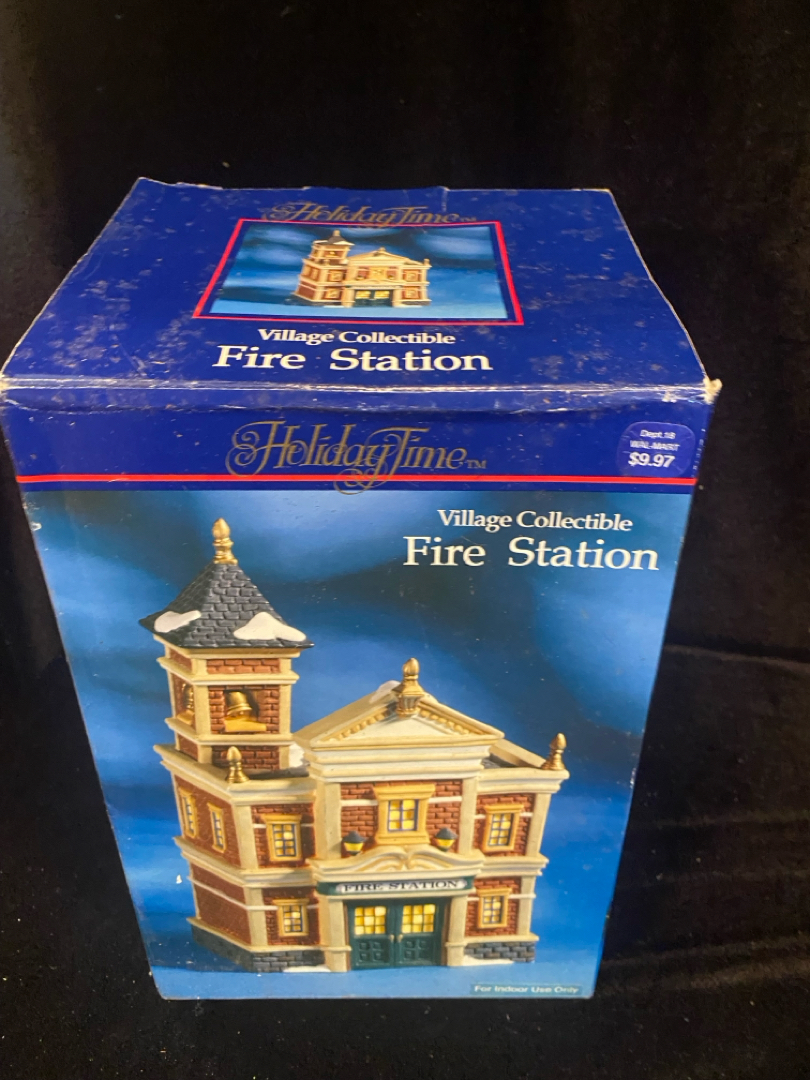 Holiday Time™
Village Collectible
Fire Station
Holiday Time™
Dept.18
WAL-MART
$9.97
Village Collectible
Fire Station
FIRE STATION
For Indoor Use Only